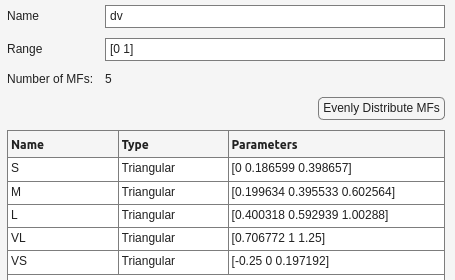 Name dv
Range [0 1]
Number of MFs: 5
Evenly Distribute MFs
Name Type Parameters
S Triangular [0 0.186599 0.398657]
M Triangular [0.199634 0.395533 0.602564]
L Triangular [0.400318 0.592939 1.00288]
VL Triangular [0.706772 1 1.25]
VS Triangular [-0.25 0 0.197192]